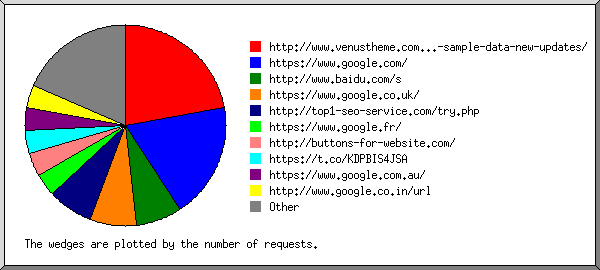 http://www.venustheme.com...-sample-data-new-updates/
https://www.google.com/
http://www.baidu.com/s
https://www.google.co.uk/
http://top1-seo-service.com/try.php
https://www.google.fr/
http://buttons-for-website.com/
https://t.co/KDPBIS4JSA
https://www.google.com.au/
http://www.google.co.in/url
Other
The wedges are plotted by the number of requests.